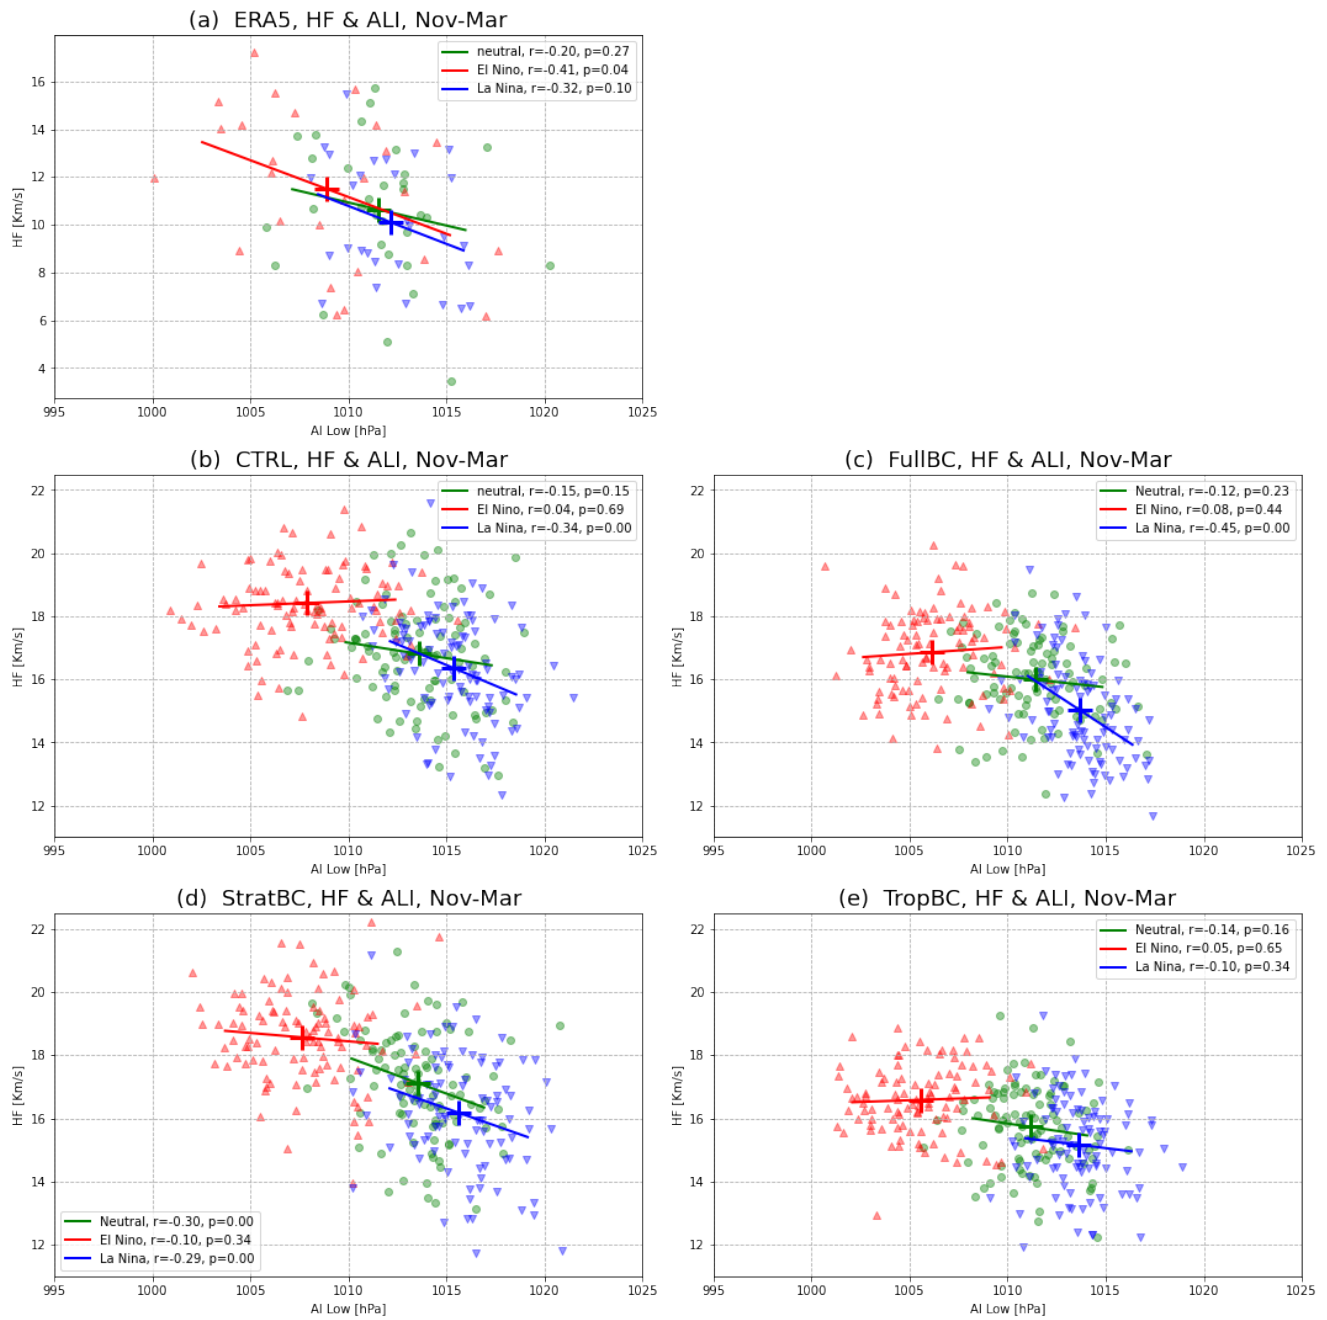 (a) ERA5, HF & ALI, Nov-Mar
neutral, r=-0.20, p=0.27
El Nino, r=-0.41, p=0.04
La Nina, r=-0.32, p=0.10
HF [Km/s]
16
14
12
10
8
6
4
995 1000 1005 1010 1015 1020 1025
AI Low [hPa]
(b) CTRL, HF & ALI, Nov-Mar
neutral, r=-0.15, p=0.15
El Nino, r=0.04, p=0.69
La Nina, r=-0.34, p=0.00
HF [Km/s]
22
20
18
16
14
12
995 1000 1005 1010 1015 1020 1025
AI Low [hPa]
(c) FullBC, HF & ALI, Nov-Mar
Neutral, r=-0.12, p=0.23
El Nino, r=0.08, p=0.44
La Nina, r=-0.45, p=0.00
HF [Km/s]
22
20
18
16
14
12
995 1000 1005 1010 1015 1020 1025
AI Low [hPa]
(d) StratBC, HF & ALI, Nov-Mar
HF [Km/s]
22
20
18
16
14
12
Neutral, r=-0.30, p=0.00
El Nino, r=-0.10, p=0.34
La Nina, r=-0.29, p=0.00
995 1000 1005 1010 1015 1020 1025
AI Low [hPa]
(e) TropBC, HF & ALI, Nov-Mar
Neutral, r=-0.14, p=0.16
El Nino, r=0.05, p=0.65
La Nina, r=-0.10, p=0.34
HF [Km/s]
22
20
18
16
14
12
995 1000 1005 1010 1015 1020 1025
AI Low [hPa]